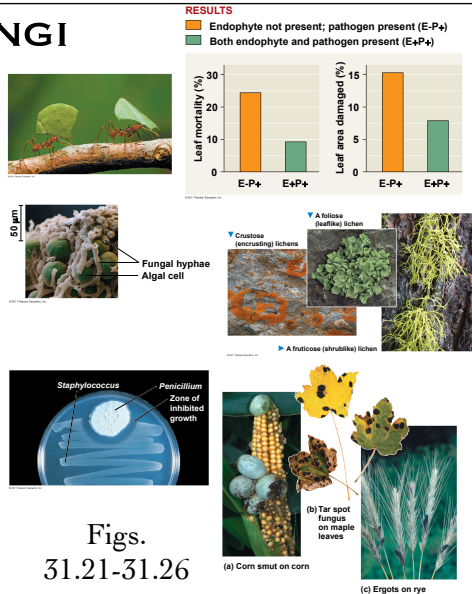 NGI
RESULTS
Endophyte not present; pathogen present (E-P+)
Both endophyte and pathogen present (E+P+)
Leaf mortality (%)
30
20
10
0
E-P+
E+P+
Leaf area damaged (%)
15
10
5
0
E-P+
E+P+
50 µm
Fungal hyphae
Algal cell
Crustose
(encrusting) lichens
A foliose
(leaflike) lichen
A fruticose (shrublike) lichen
Staphylococcus
Penicillium
Zone of
inhibited
growth
Figs.
31.21-31.26
(a) Corn smut on corn
(b) Tar spot
fungus
on maple
leaves
(c) Ergots on rye